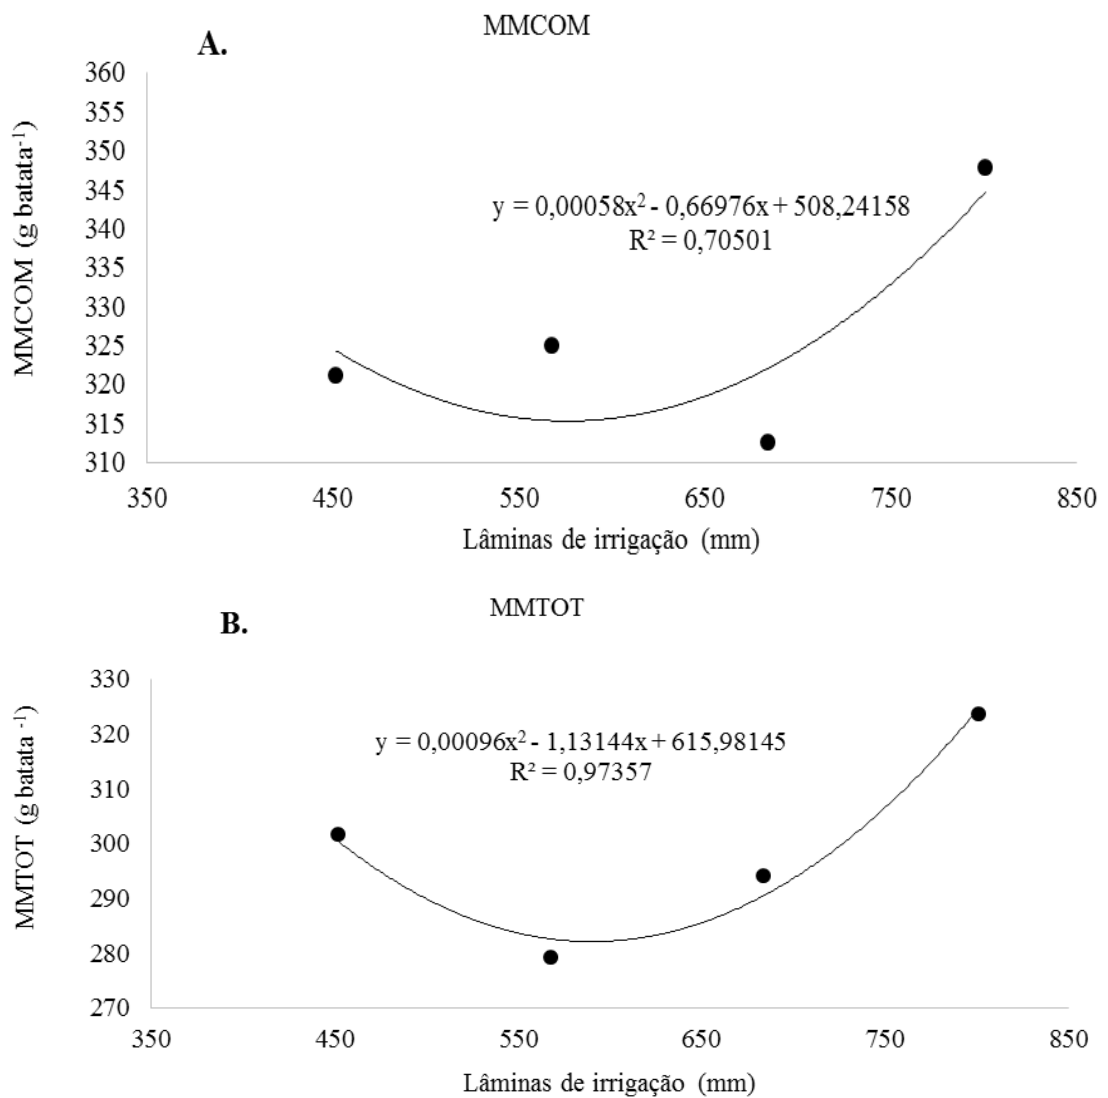 MMCOM
A.
360
355
350
345
340
335
330
325
320
315
310
MMCOM (g batata⁻¹)
y = 0,00058x² - 0,66976x + 508,24158
R² = 0,70501
350 450 550 650 750 850
Lâminas de irrigação (mm)
MMTOT
B.
330
320
310
300
290
280
270
MMTOT (g batata ⁻¹)
y = 0,00096x² - 1,13144x + 615,98145
R² = 0,97357
350 450 550 650 750 850
Lâminas de irrigação (mm)